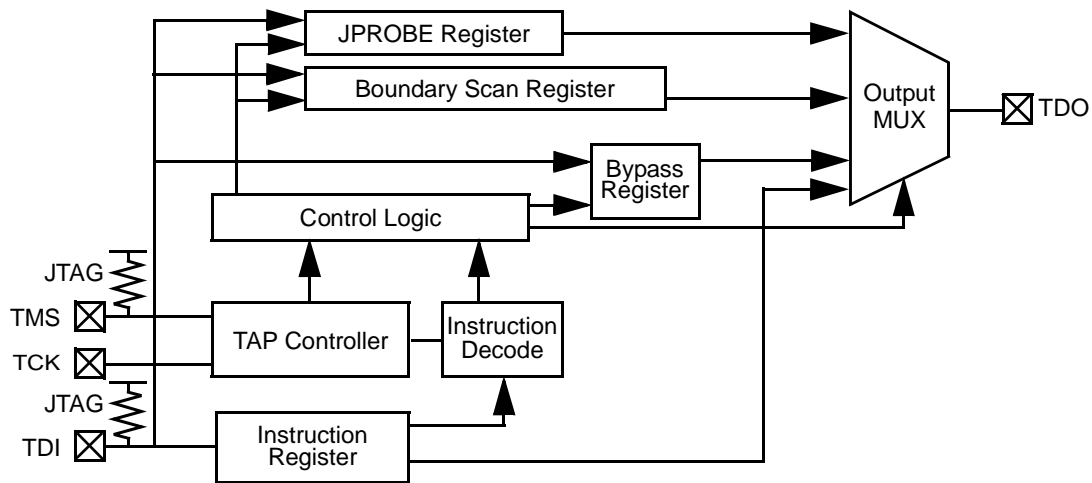 JPROBE Register
Boundary Scan Register
Output
MUX
TDO
Bypass
Register
Control Logic
JTAG
TMS
TAP Controller
Instruction
Decode
TCK
JTAG
TDI
Instruction
Register